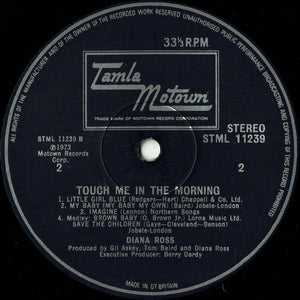 ALL RIGHTS OF THE MANUFACTURER AND OF THE OWNER OF THE RECORDED WORK RESERVED UNAUTHORISED PUBLIC PERFORMANCE BROADCASTING AND COPYING OF THIS RECORD PROHIBITED
33⅓ R.P.M.
Tamla
Motown
TRADE MARK OF MOTOWN RECORD CORPORATION
STML 11239 B
℗1973
Motown Records
Corp.
2
STEREO
STML 11239
2
TOUCH ME IN THE MORNING
1. LITTLE GIRL BLUE (Rodgers—Hart) Chappell & Co. Ltd.
2. MY BABY (MY BABY MY OWN) (Baird) Jobete-London
3. IMAGINE (Lennon) Northern Songs
4. Medley: BROWN BABY (O. Brown Jr.) Lorna Music Ltd.
SAVE THE CHILDREN (Gaye—Cleveland—Benson)
Jobete-London
DIANA ROSS
Produced by Gil Askey, Tom Baird and Diana Ross
Executive Producer: Berry Gordy
MADE IN GT BRITAIN